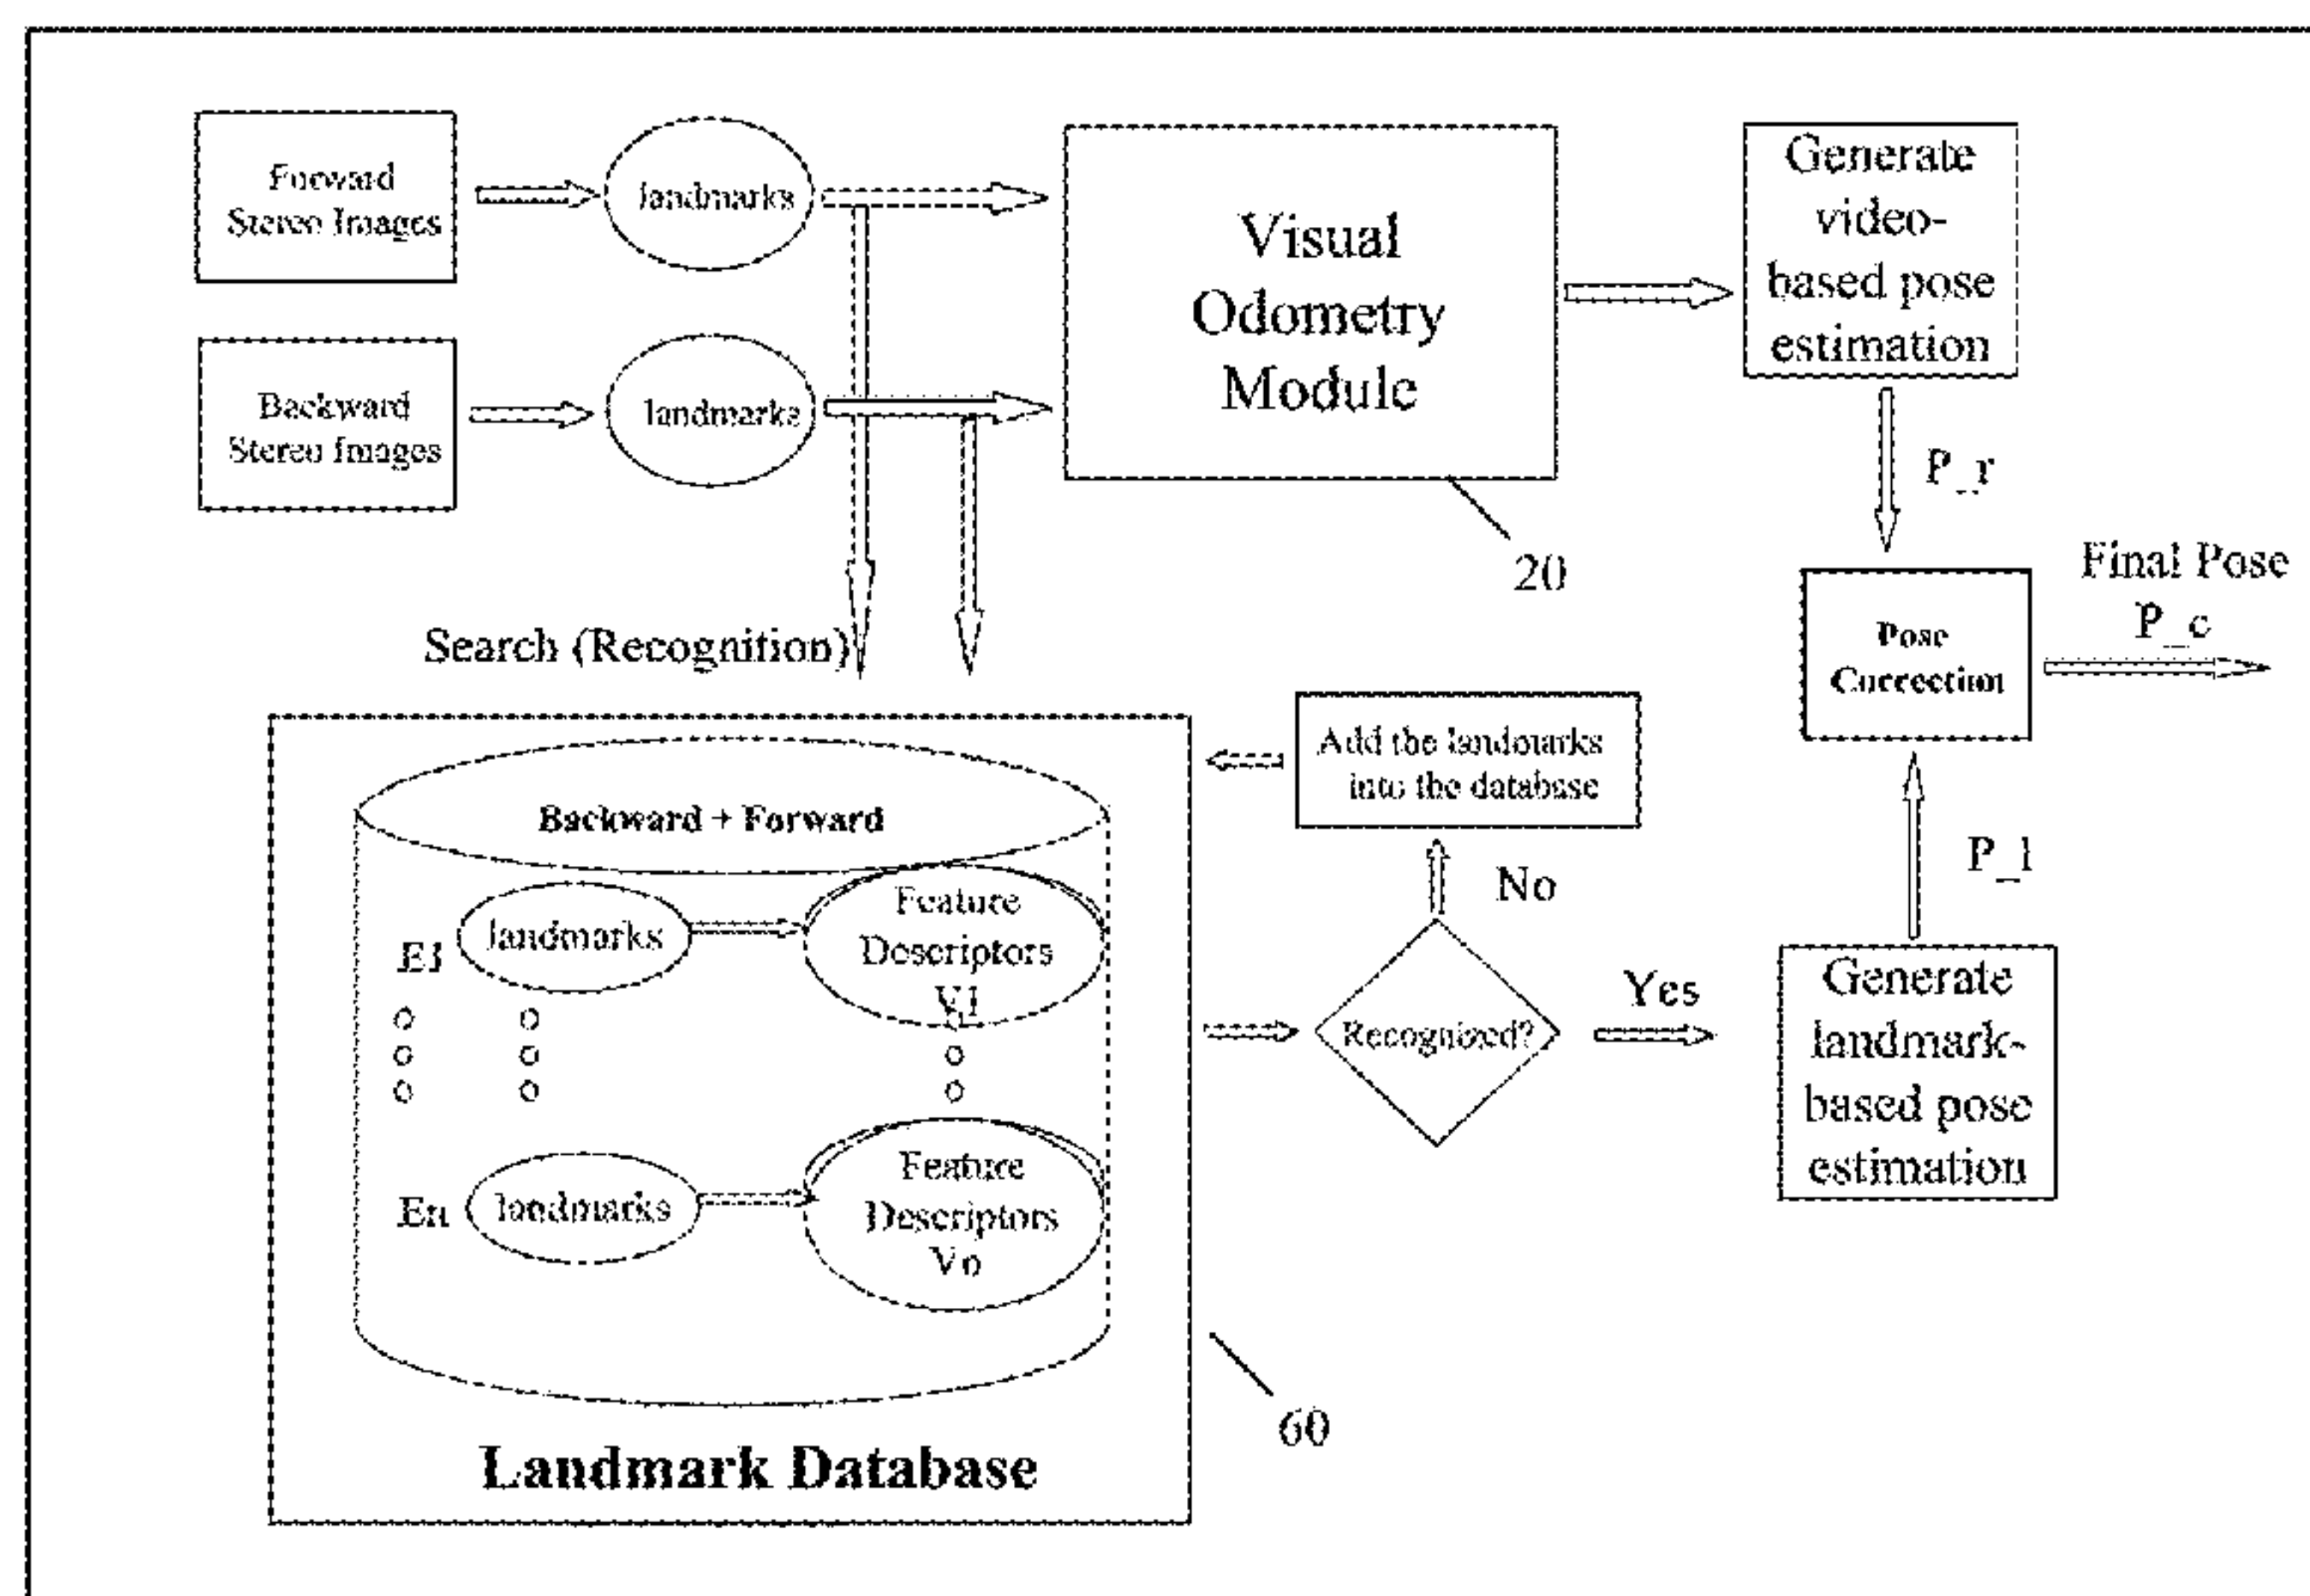 Forward
Stereo Images
landmarks
Backward
Stereo Images
landmarks
Visual
Odometry
Module
20
Generate
video-
based pose
estimation
P_r
Final Pose
P_c
Pose
Correction
Search (Recognition)
Add the landmarks
into the database
No
Recognized?
Yes
P_l
Generate
landmark-
based pose
estimation
Backward + Forward
E1
landmarks
Feature
Descriptors
V1
En
landmarks
Feature
Descriptors
Vn
60
Landmark Database